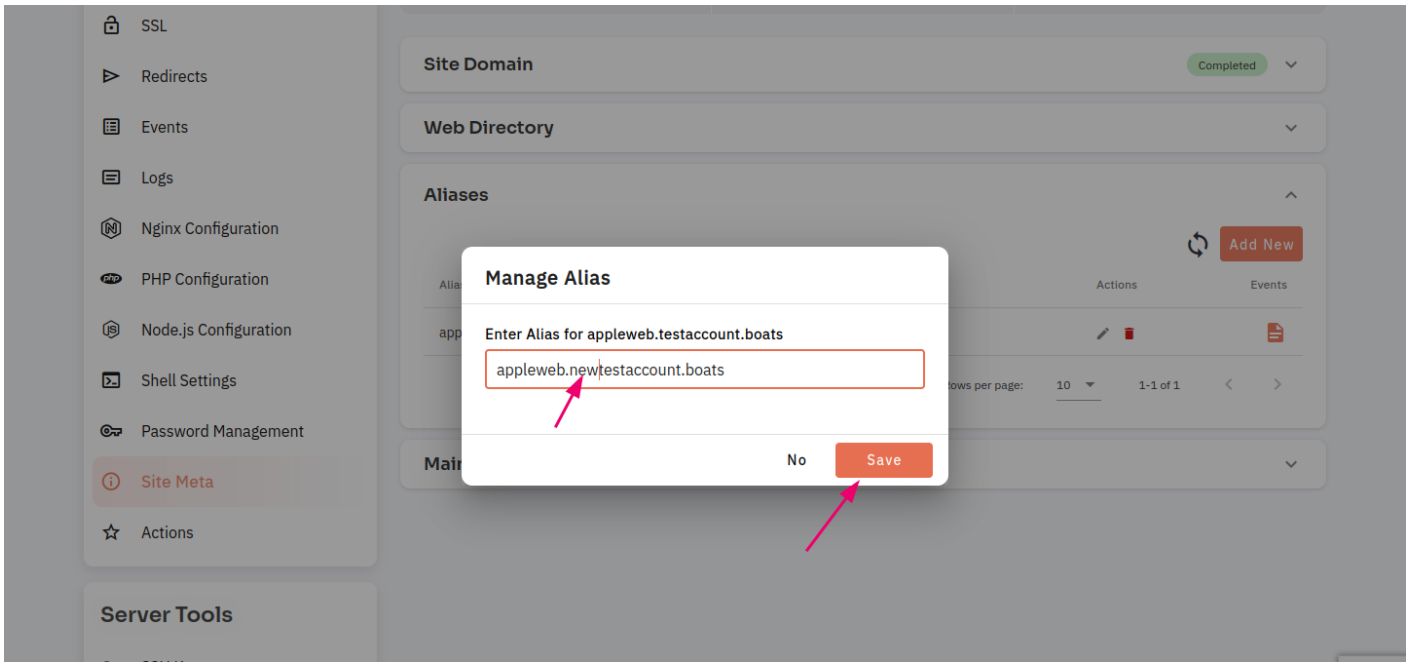 SSL
Redirects
Events
Logs
Nginx Configuration
PHP Configuration
Node.js Configuration
Shell Settings
Password Management
Site Meta
Actions
Server Tools
Site Domain
Completed
Web Directory
Aliases
Add New
Actions
Events
rows per page:
10
1-1 of 1
Manage Alias
Enter Alias for appleweb.testaccount.boats
appleweb.newtestaccount.boats
No
Save